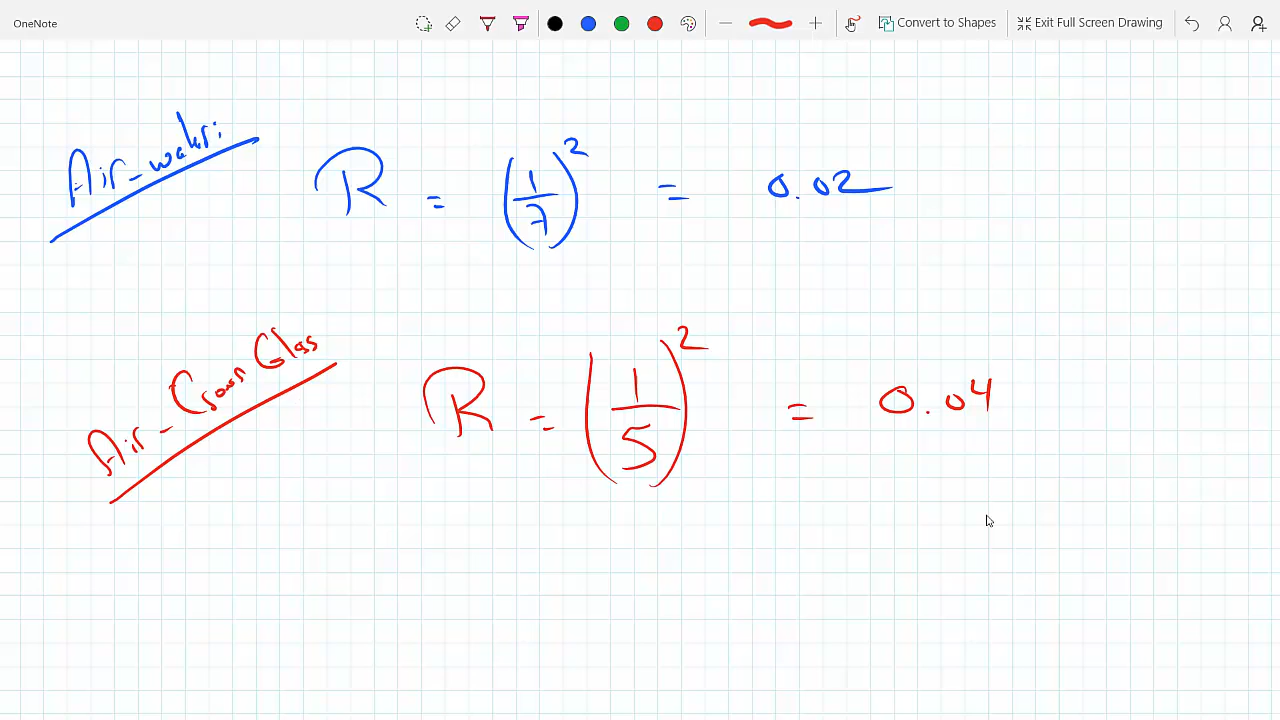 OneNote
Convert to Shapes
Exit Full Screen Drawing
Air-water: R = (1/7)² = 0.02
Air-Crown Glass R = (1/5)² = 0.04